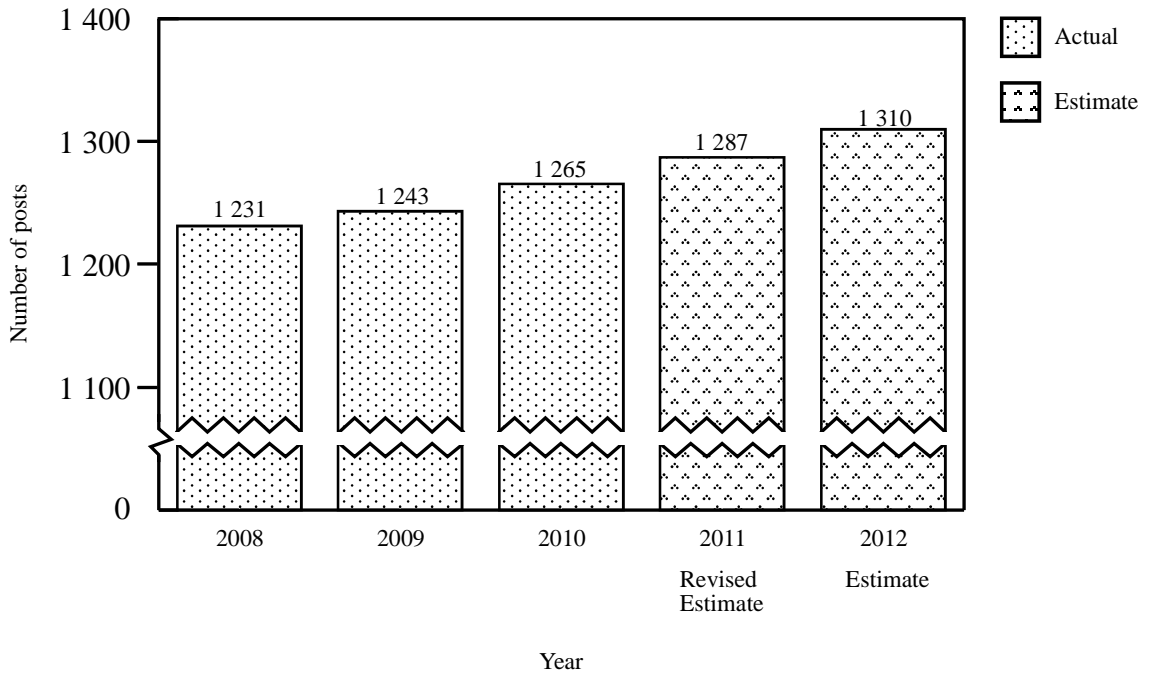 1 400
1 300
1 200
1 100
0
Number of posts
1 231
1 243
1 265
1 287
1 310
2008
2009
2010
2011
2012
Revised
Estimate
Estimate
Year
Actual
Estimate